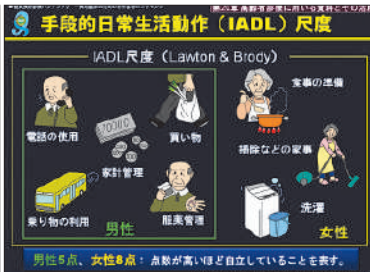 手段的日常生活動作（IADL）尺度
IADL尺度（Lawton & Brody）
電話の使用
買い物
食事の準備
家計管理
掃除などの家事
乗り物の利用
服薬管理
洗濯
男性
女性
男性5点、女性8点：点数が高いほど自立していることを表す。